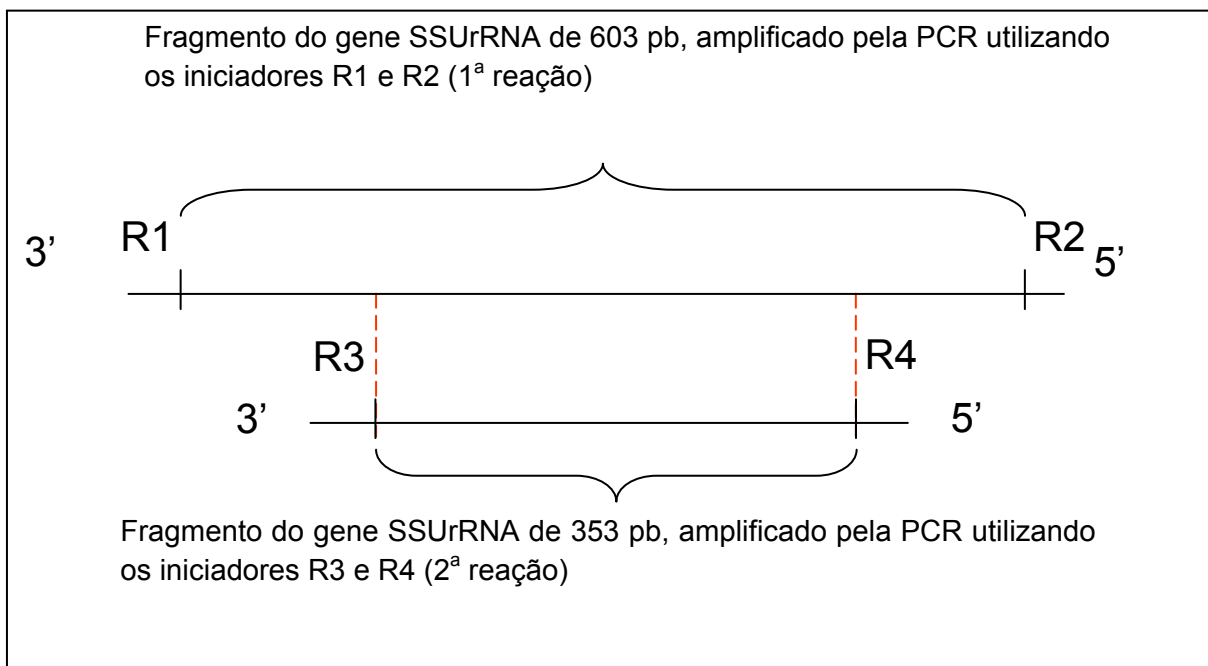 Fragmento do gene SSUrRNA de 603 pb, amplificado pela PCR utilizando
os iniciadores R1 e R2 (1ª reação)
3’ R1 R2 5’
R3 R4
3’ 5’
Fragmento do gene SSUrRNA de 353 pb, amplificado pela PCR utilizando
os iniciadores R3 e R4 (2ª reação)